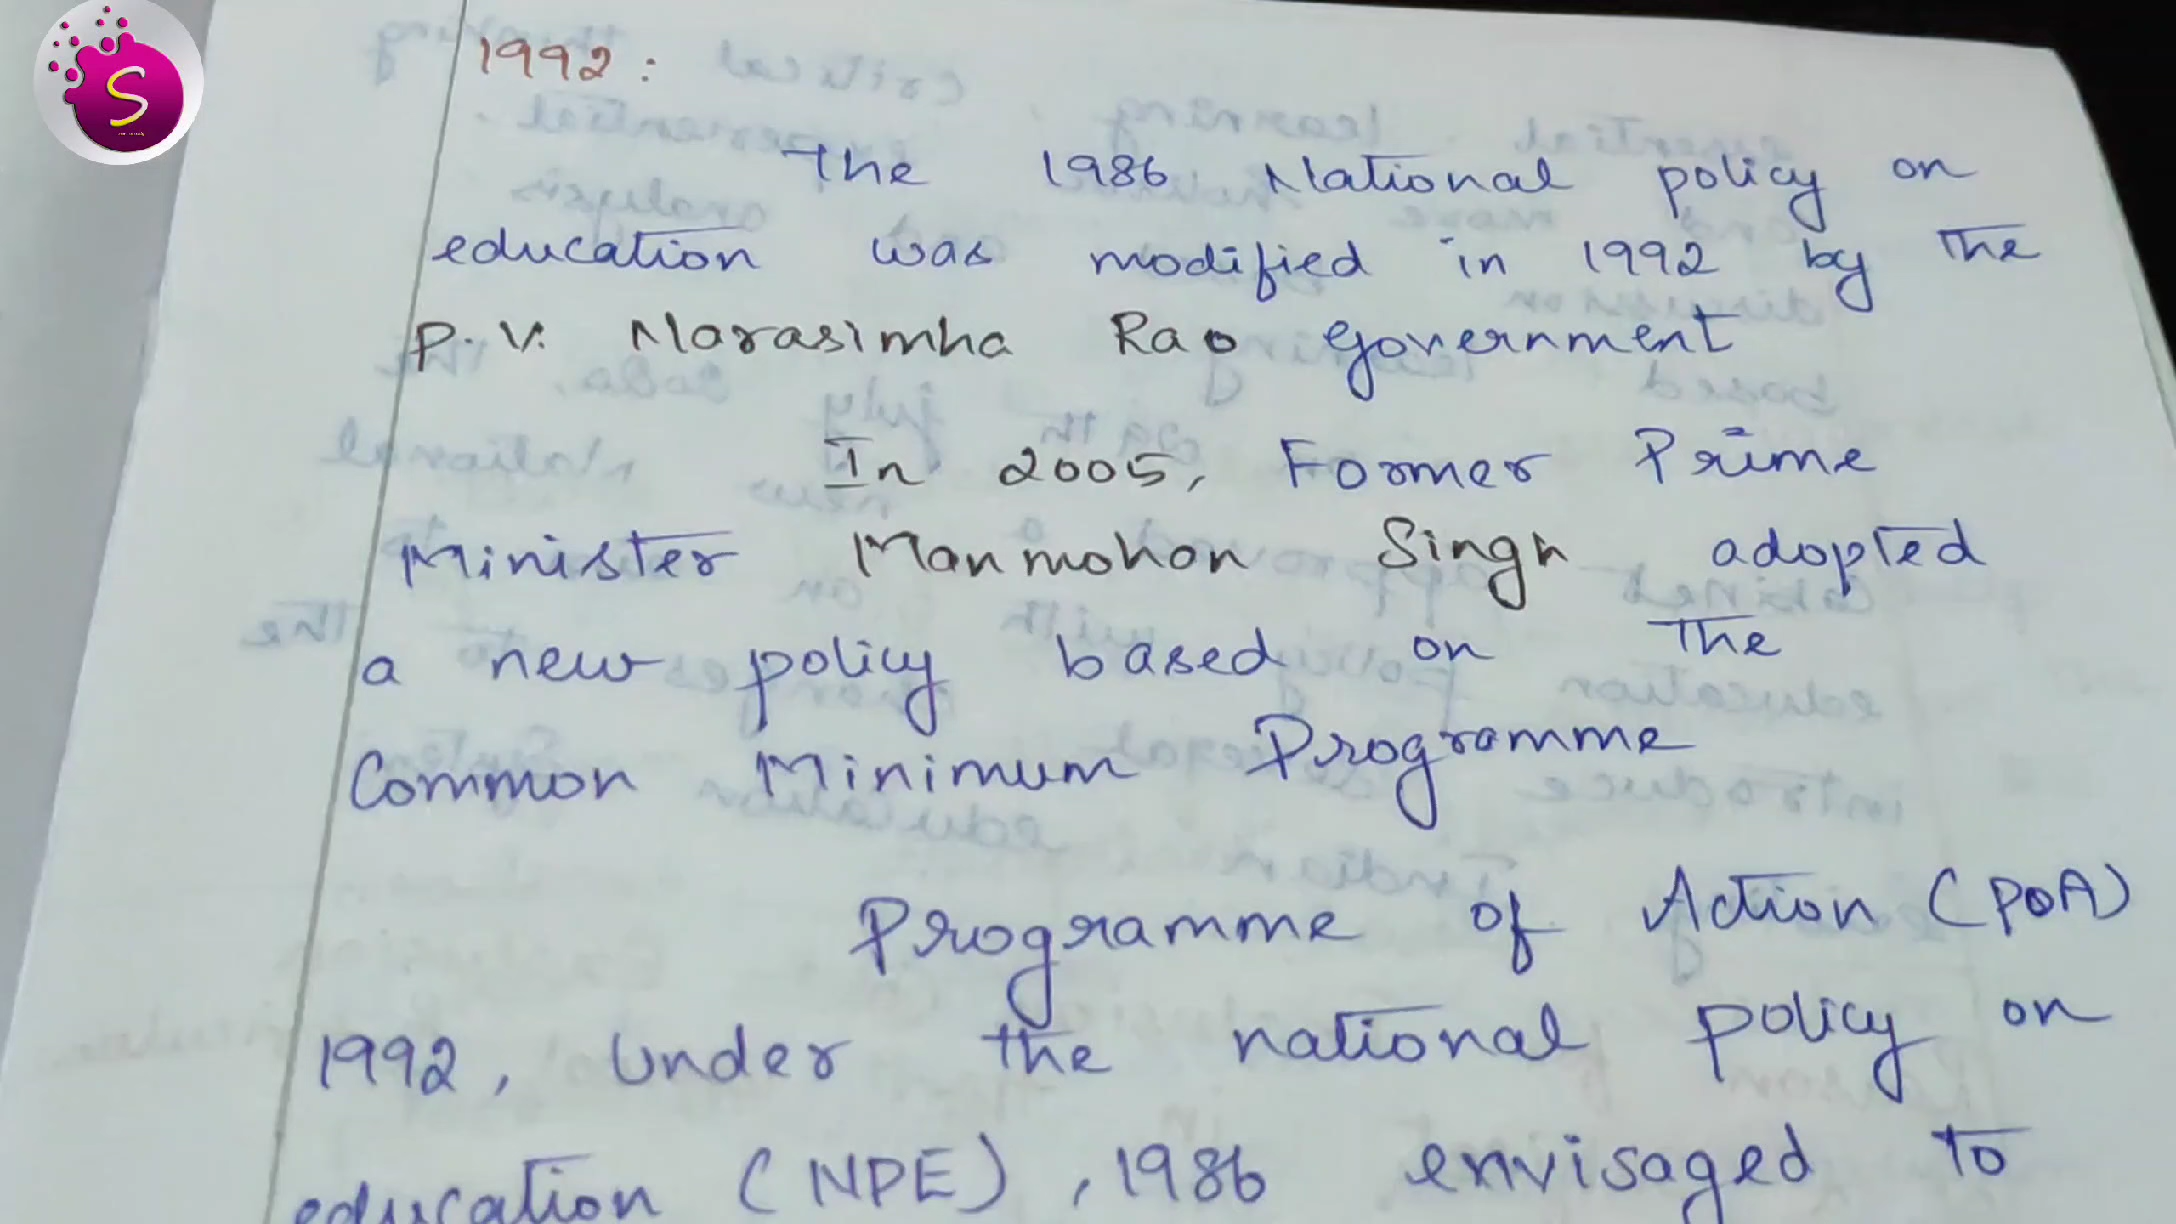 S
1992 :
The 1986 National policy on
education was modified in 1992 by the
P. V. Narasimha Rao government
In 2005, Former Prime
Minister Manmohan Singh adopted
a new policy based on the
Common Minimum Programme
Programme of Action (POA)
1992, Under the national policy on
education (NPE) , 1986 envisaged to